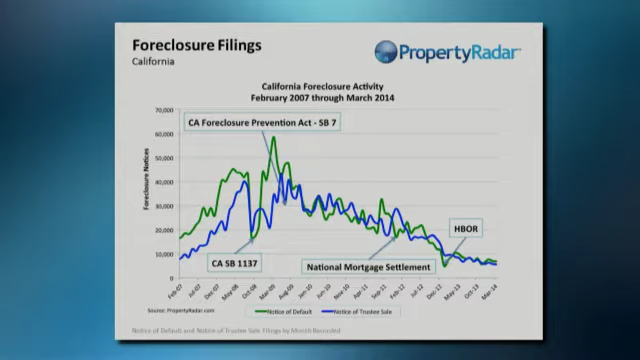 Foreclosure Filings
California
PropertyRadar
California Foreclosure Activity
February 2007 through March 2014
70,000
60,000
50,000
40,000
30,000
20,000
10,000
0
Foreclosure Notices
CA Foreclosure Prevention Act - SB 7
CA SB 1137
National Mortgage Settlement
HBOR
Feb-07
Jul-07
Dec-07
May-08
Oct-08
Mar-09
Aug-09
Jan-10
Jun-10
Nov-10
Apr-11
Sep-11
Feb-12
Jul-12
Dec-12
May-13
Oct-13
Mar-14
Source: PropertyRadar.com
Notice of Default
Notice of Trustee Sale
Notice of Default and Notice of Trustee Sale Filings by Month Recorded